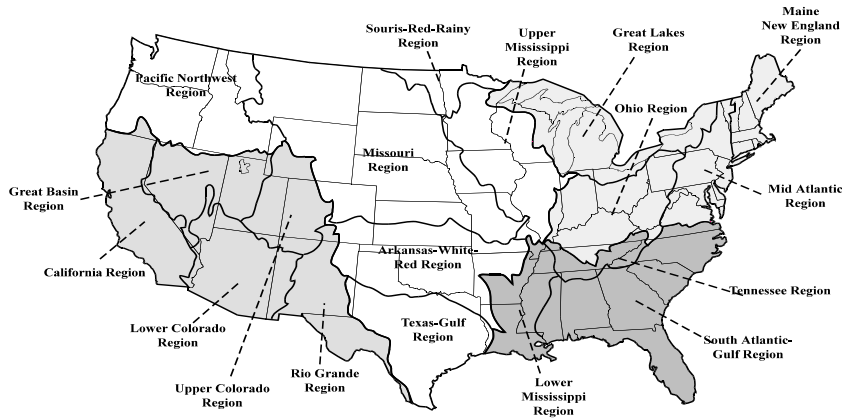 Maine
New England
Region
Souris-Red-Rainy
Region
Upper
Mississippi
Region
Great Lakes
Region
Pacific Northwest
Region
Ohio Region
Missouri
Region
Great Basin
Region
Mid Atlantic
Region
Arkansas-White-
Red Region
California Region
Tennessee Region
Lower Colorado
Region
Texas-Gulf
Region
South Atlantic-
Gulf Region
Rio Grande
Region
Upper Colorado
Region
Lower
Mississippi
Region